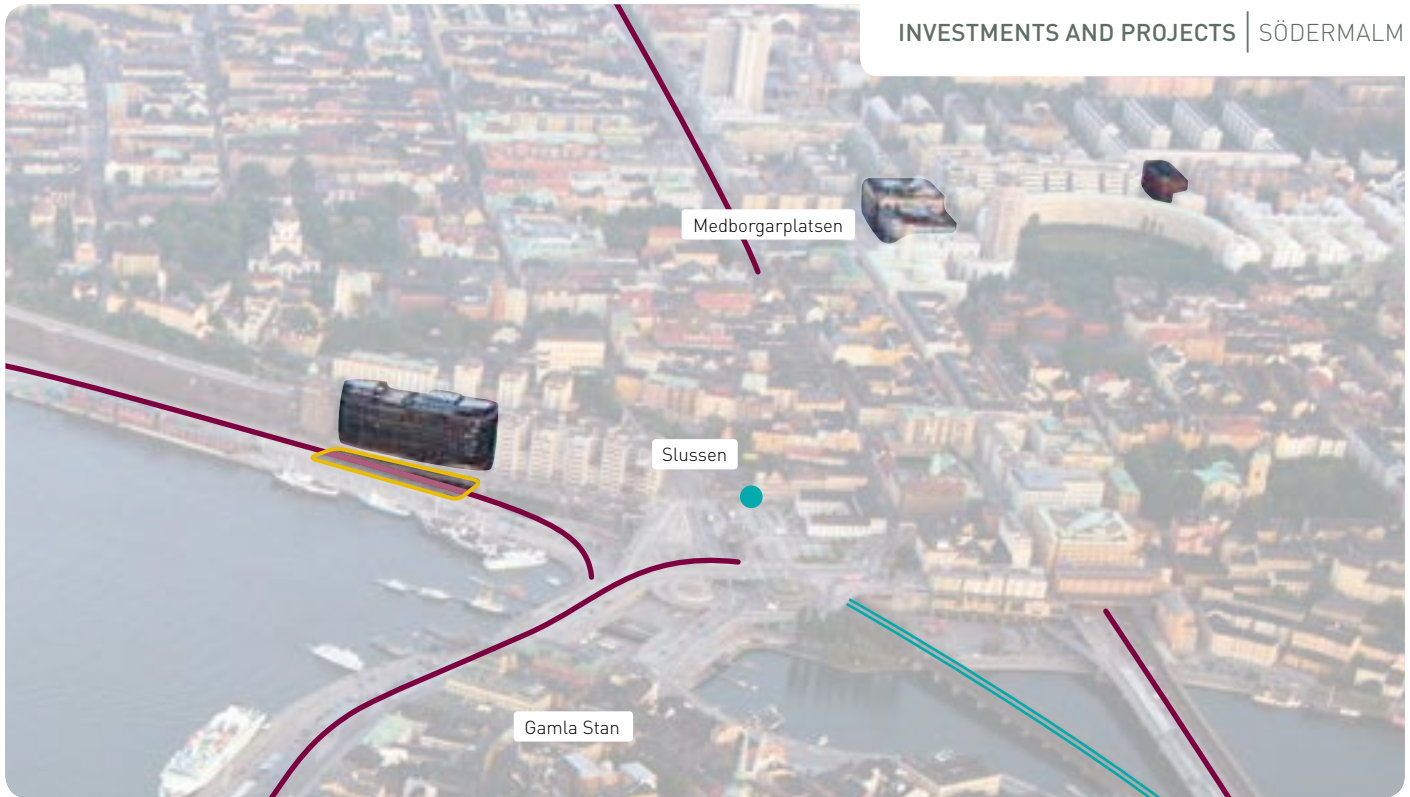 INVESTMENTS AND PROJECTS | SÖDERMALM
Medborgarplatsen
Slussen
Gamla Stan